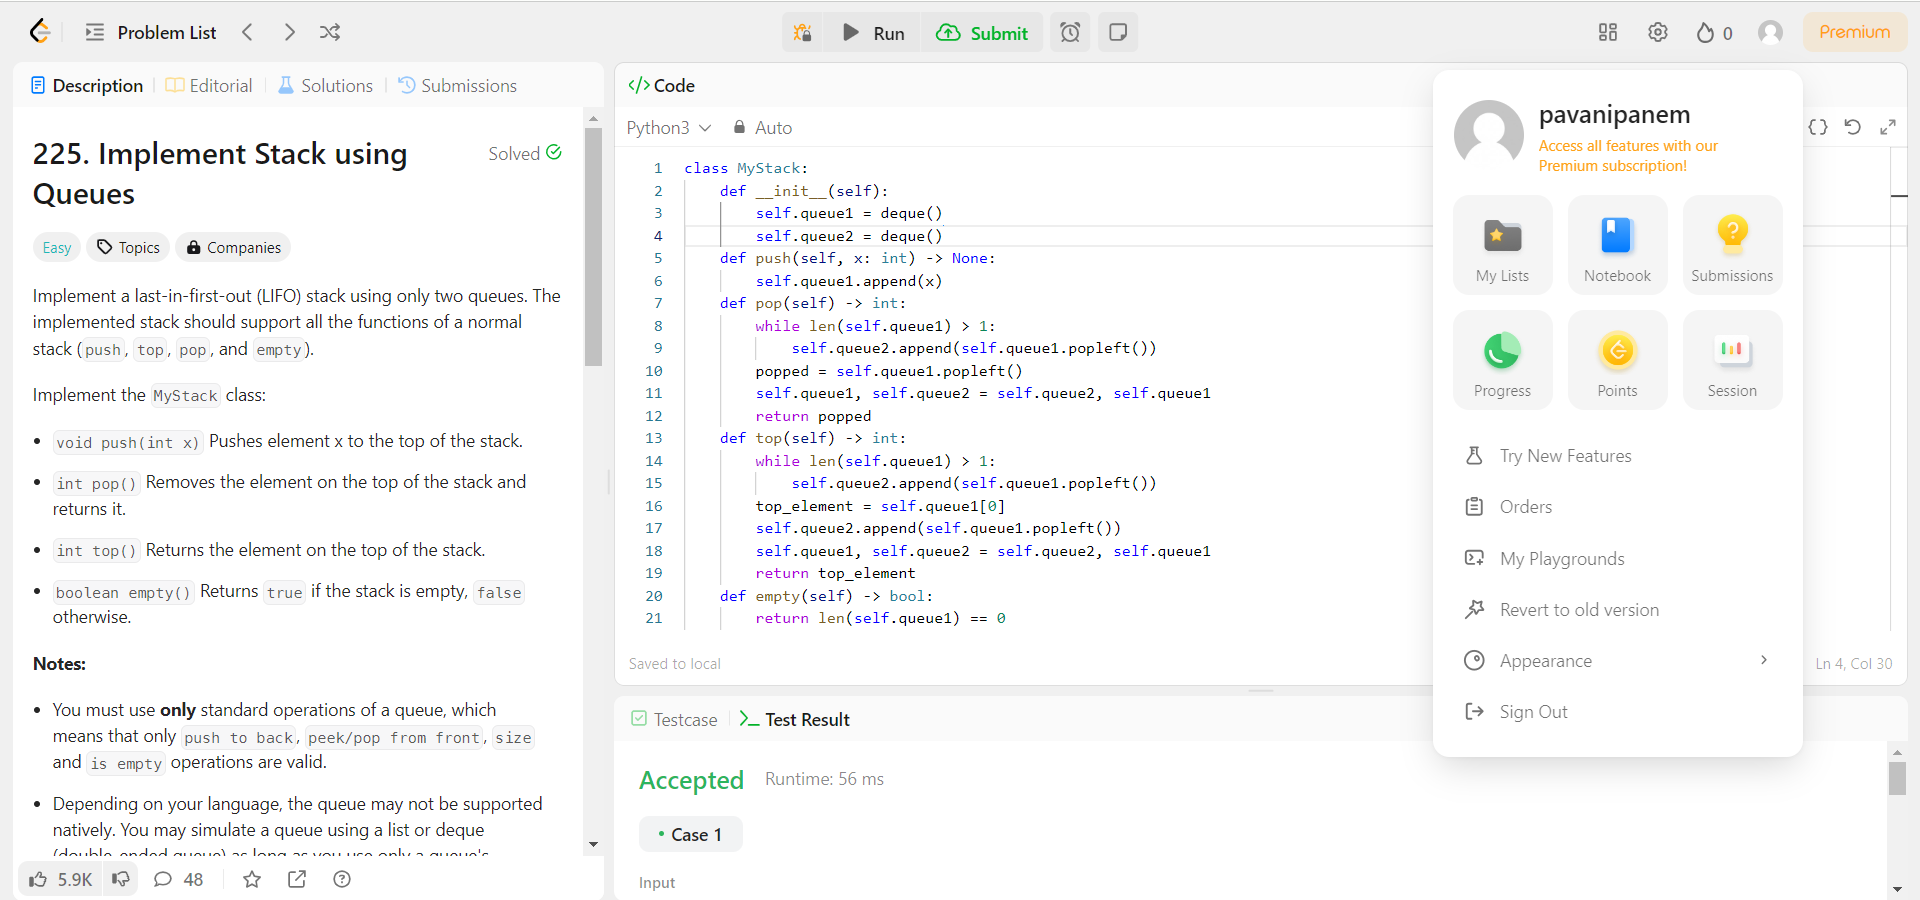 Problem List
Run
Submit
0
Premium
Description
Editorial
Solutions
Submissions
225. Implement Stack using
Queues
Solved
Easy
Topics
Companies
Implement a last-in-first-out (LIFO) stack using only two queues. The
implemented stack should support all the functions of a normal
stack (push, top, pop, and empty).
Implement the MyStack class:
• void push(int x) Pushes element x to the top of the stack.
• int pop() Removes the element on the top of the stack and
returns it.
• int top() Returns the element on the top of the stack.
• boolean empty() Returns true if the stack is empty, false
otherwise.
Notes:
• You must use only standard operations of a queue, which
means that only push to back, peek/pop from front, size
and is empty operations are valid.
• Depending on your language, the queue may not be supported
natively. You may simulate a queue using a list or deque
(double-ended queue) as long as you use only a queue's
5.9K
48
</> Code
Python3
Auto
1 class MyStack:
2 def __init__(self):
3 self.queue1 = deque()
4 self.queue2 = deque()
5 def push(self, x: int) -> None:
6 self.queue1.append(x)
7 def pop(self) -> int:
8 while len(self.queue1) > 1:
9 self.queue2.append(self.queue1.popleft())
10 popped = self.queue1.popleft()
11 self.queue1, self.queue2 = self.queue2, self.queue1
12 return popped
13 def top(self) -> int:
14 while len(self.queue1) > 1:
15 self.queue2.append(self.queue1.popleft())
16 top_element = self.queue1[0]
17 self.queue2.append(self.queue1.popleft())
18 self.queue1, self.queue2 = self.queue2, self.queue1
19 return top_element
20 def empty(self) -> bool:
21 return len(self.queue1) == 0
Saved to local
Ln 4, Col 30
Testcase
Test Result
Accepted
Runtime: 56 ms
• Case 1
Input
pavanipanem
Access all features with our
Premium subscription!
My Lists
Notebook
Submissions
Progress
Points
Session
Try New Features
Orders
My Playgrounds
Revert to old version
Appearance
Sign Out